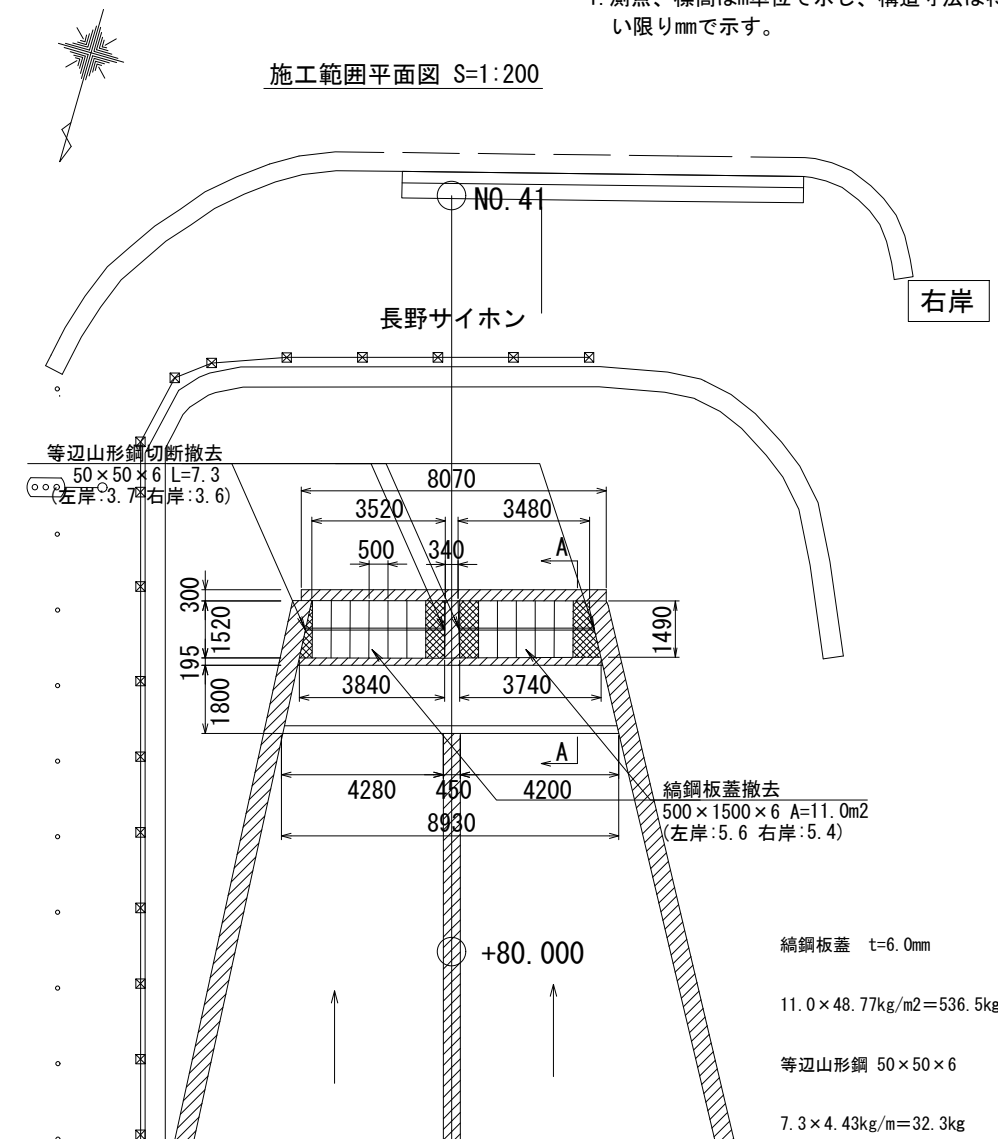 い限り㎜で示す。
施工範囲平面図 S=1:200
NO.41
右岸
長野サイホン
等辺山形鋼切断撤去
50×50×6 L=7.3
(左岸:3.7 右岸:3.6)
8070
3520
3480
500
340
A
300
1520
195
1800
1490
3840
3740
A
4280
450
4200
8930
縞鋼板蓋撤去
500×1500×6 A=11.0m2
(左岸:5.6 右岸:5.4)
+80.000
縞鋼板蓋 t=6.0mm
11.0×48.77kg/m2=536.5kg
等辺山形鋼 50×50×6
7.3×4.43kg/m=32.3kg